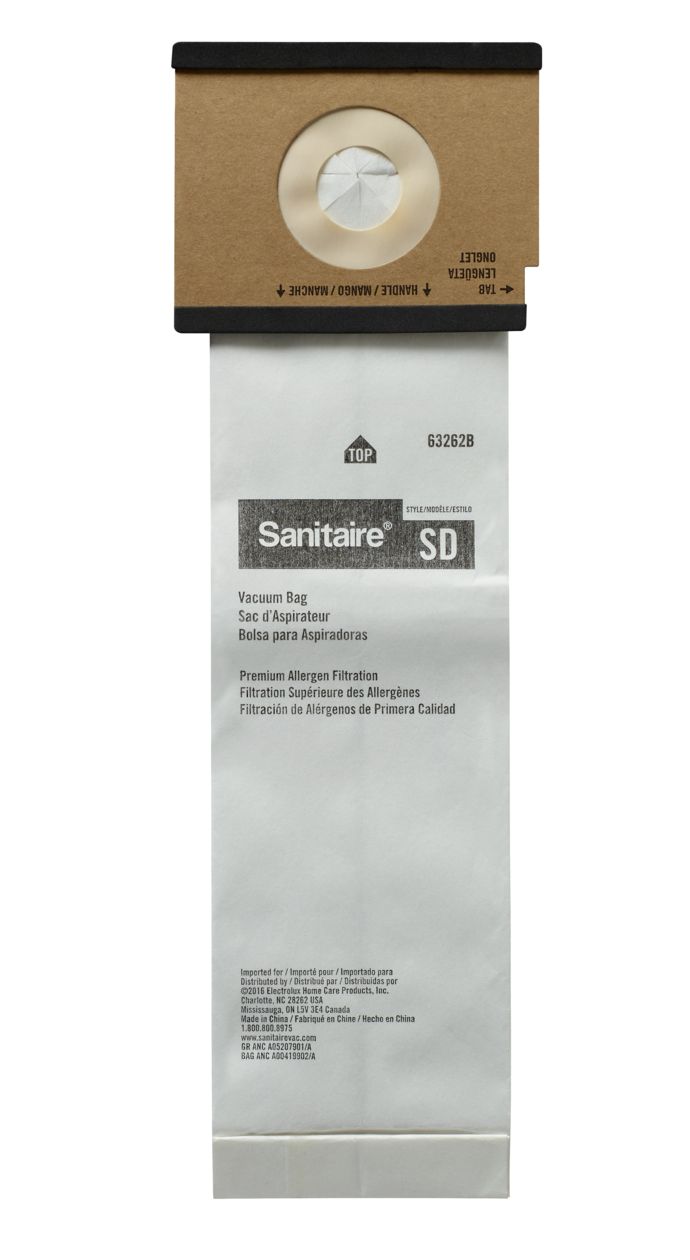 ONGLET
LENGÜETA
TAB
HANDLE / MANGO / MANCHE
TOP
63262B
STYLE/MODÈLE/ESTILO
Sanitaire®
SD
Vacuum Bag
Sac d'Aspirateur
Bolsa para Aspiradoras
Premium Allergen Filtration
Filtration Supérieure des Allergènes
Filtración de Alérgenos de Primera Calidad
Imported for / Importé pour / Importado para
Distributed by / Distribué par / Distribuidas por
©2016 Electrolux Home Care Products, Inc.
Charlotte, NC 28262 USA
Mississauga, ON L5V 3E4 Canada
Made in China / Fabriqué en Chine / Hecho en China
1.800.800.8975
www.sanitairevac.com
GR ANC A05207901/A
BAG ANC A00419902/A